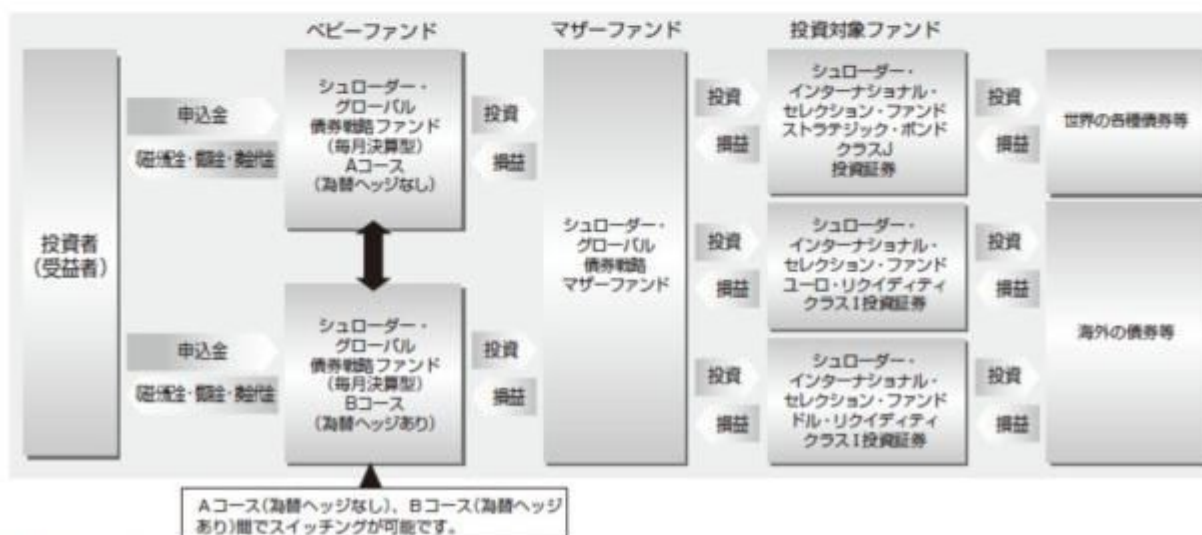 ベビーファンド
マザーファンド
投資対象ファンド
投資者
(受益者)
申込金
申込金
シュローダー・
グローバル
債券戦略ファンド
(毎月決算型)
Aコース
(為替ヘッジなし)
シュローダー・
グローバル
債券戦略ファンド
(毎月決算型)
Bコース
(為替ヘッジあり)
投資
損益
投資
損益
シュローダー・
グローバル
債券戦略
マザーファンド
投資
損益
投資
損益
投資
損益
シュローダー・
インターナショナル・
セレクション・ファンド
ストラテジック・ボンド
クラスJ
投資証券
シュローダー・
インターナショナル・
セレクション・ファンド
ユーロ・リクイディティ
クラスI投資証券
シュローダー・
インターナショナル・
セレクション・ファンド
ドル・リクイディティ
クラスI投資証券
投資
損益
投資
損益
投資
損益
世界の各種債券等
海外の債券等
Aコース(為替ヘッジなし)、Bコース(為替ヘッジ
あり)間でスイッチングが可能です。